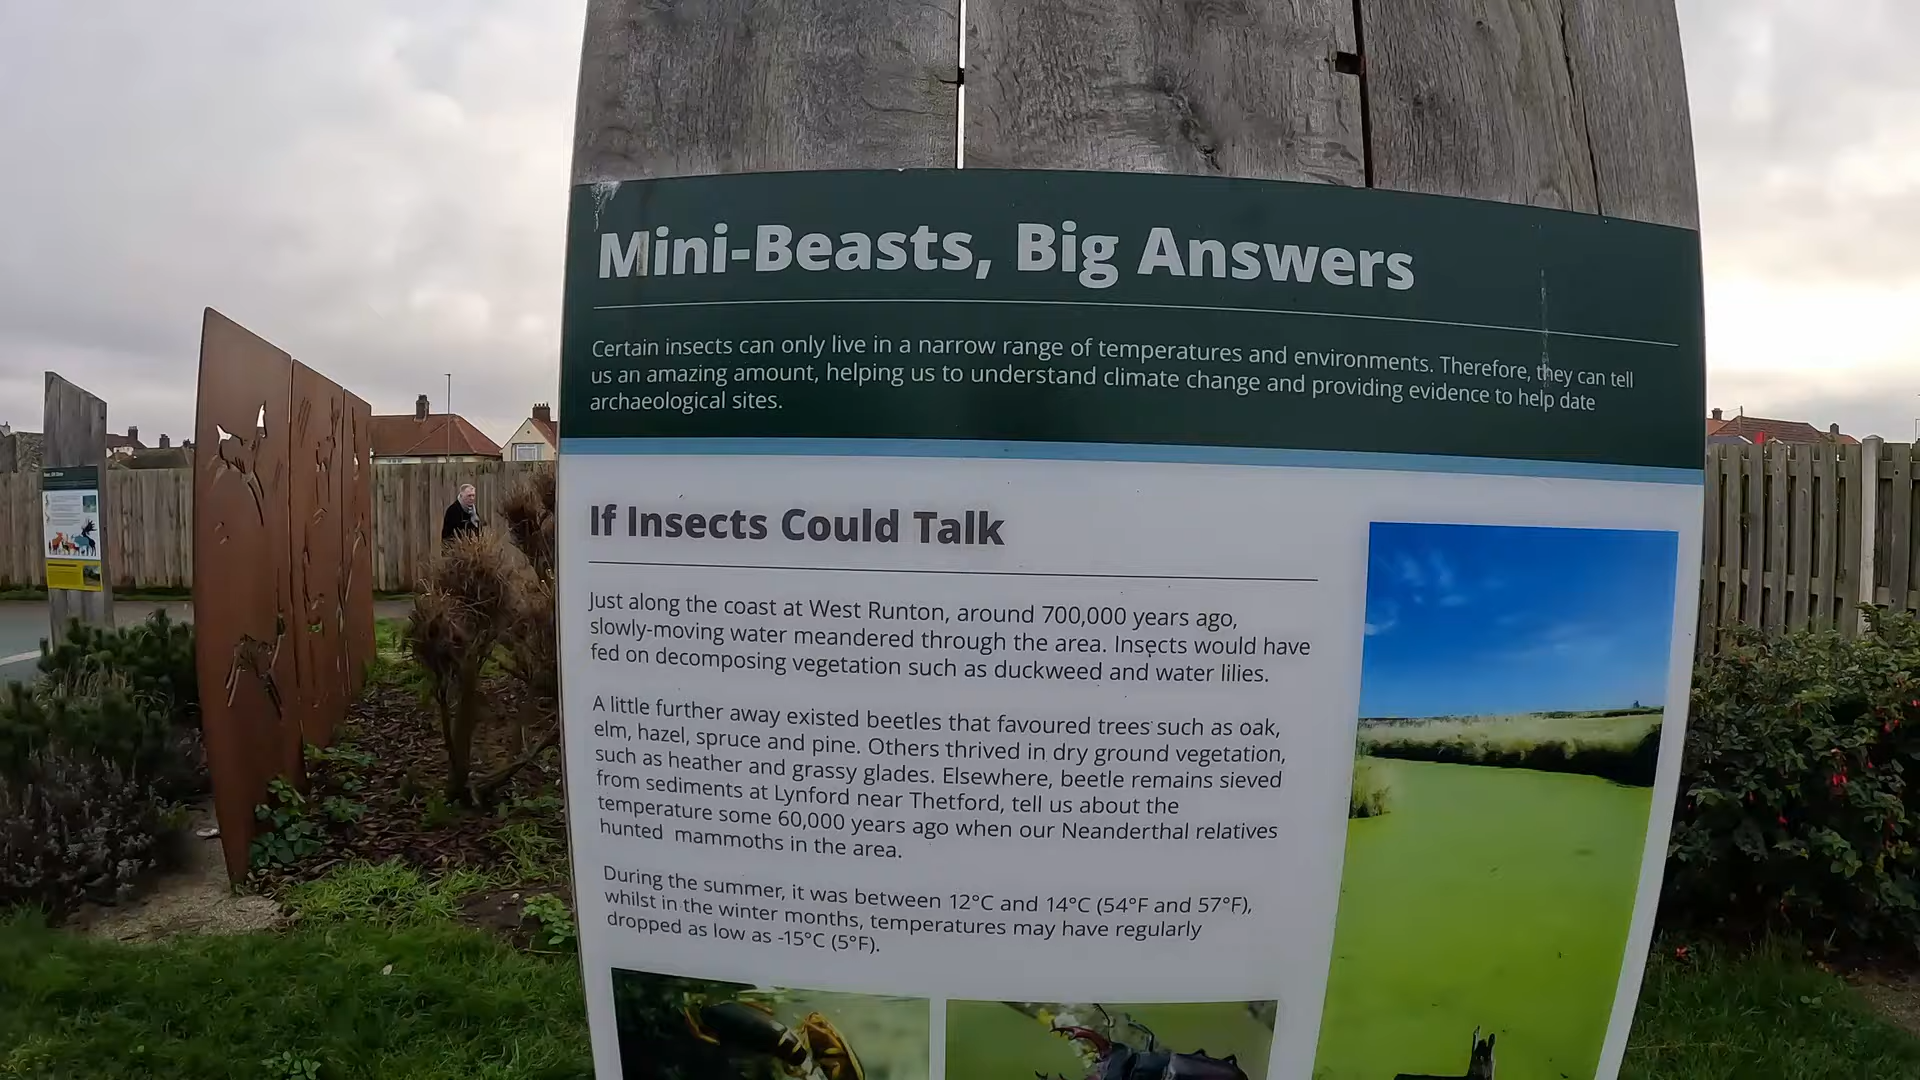 Mini-Beasts, Big Answers
Certain insects can only live in a narrow range of temperatures and environments. Therefore, they can tell
us an amazing amount, helping us to understand climate change and providing evidence to help date
archaeological sites.
If Insects Could Talk
Just along the coast at West Runton, around 700,000 years ago,
slowly-moving water meandered through the area. Insects would have
fed on decomposing vegetation such as duckweed and water lilies.
A little further away existed beetles that favoured trees such as oak,
elm, hazel, spruce and pine. Others thrived in dry ground vegetation,
such as heather and grassy glades. Elsewhere, beetle remains sieved
from sediments at Lynford near Thetford, tell us about the
temperature some 60,000 years ago when our Neanderthal relatives
hunted  mammoths in the area.
During the summer, it was between 12°C and 14°C (54°F and 57°F),
whilst in the winter months, temperatures may have regularly
dropped as low as -15°C (5°F).